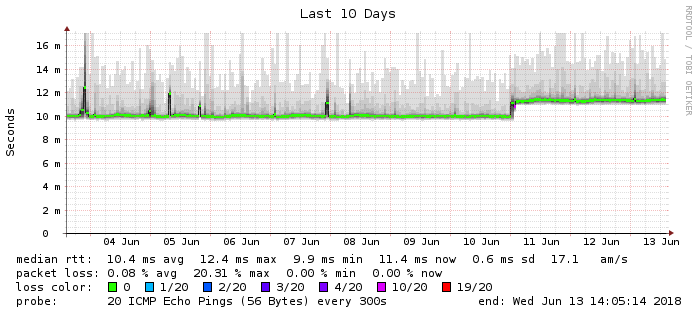 Last 10 Days
RRDTOOL / TOBI OETIKER
Seconds
16 m
14 m
12 m
10 m
8 m
6 m
4 m
2 m
0
04 Jun 05 Jun 06 Jun 07 Jun 08 Jun 09 Jun 10 Jun 11 Jun 12 Jun 13 Jun
median rtt: 10.4 ms avg 12.4 ms max 9.9 ms min 11.4 ms now 0.6 ms sd 17.1 am/s
packet loss: 0.08 % avg 20.31 % max 0.00 % min 0.00 % now
loss color: 0 1/20 2/20 3/20 4/20 10/20 19/20
probe: 20 ICMP Echo Pings (56 Bytes) every 300s end: Wed Jun 13 14:05:14 2018